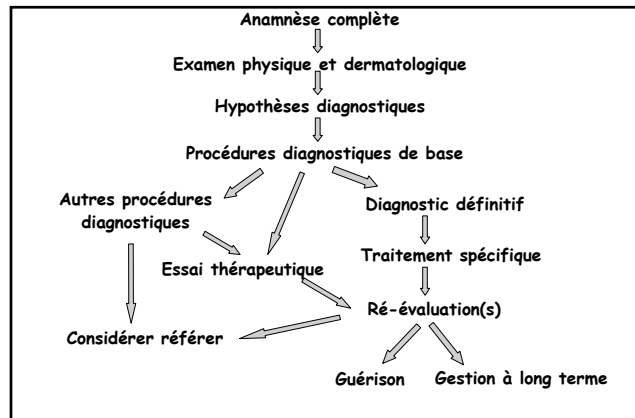 Anamnèse complète
Examen physique et dermatologique
Hypothèses diagnostiques
Procédures diagnostiques de base
Autres procédures
diagnostiques
Diagnostic définitif
Traitement spécifique
Essai thérapeutique
Ré-évaluation(s)
Considérer référer
Guérison
Gestion à long terme